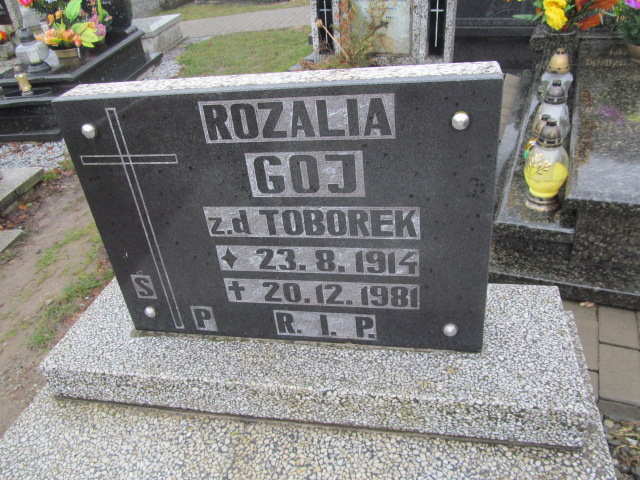 ROZALIA
GOJ
z.d TOBOREK
23. 8. 1914
20. 12. 1981
Ś P
R. I. P.